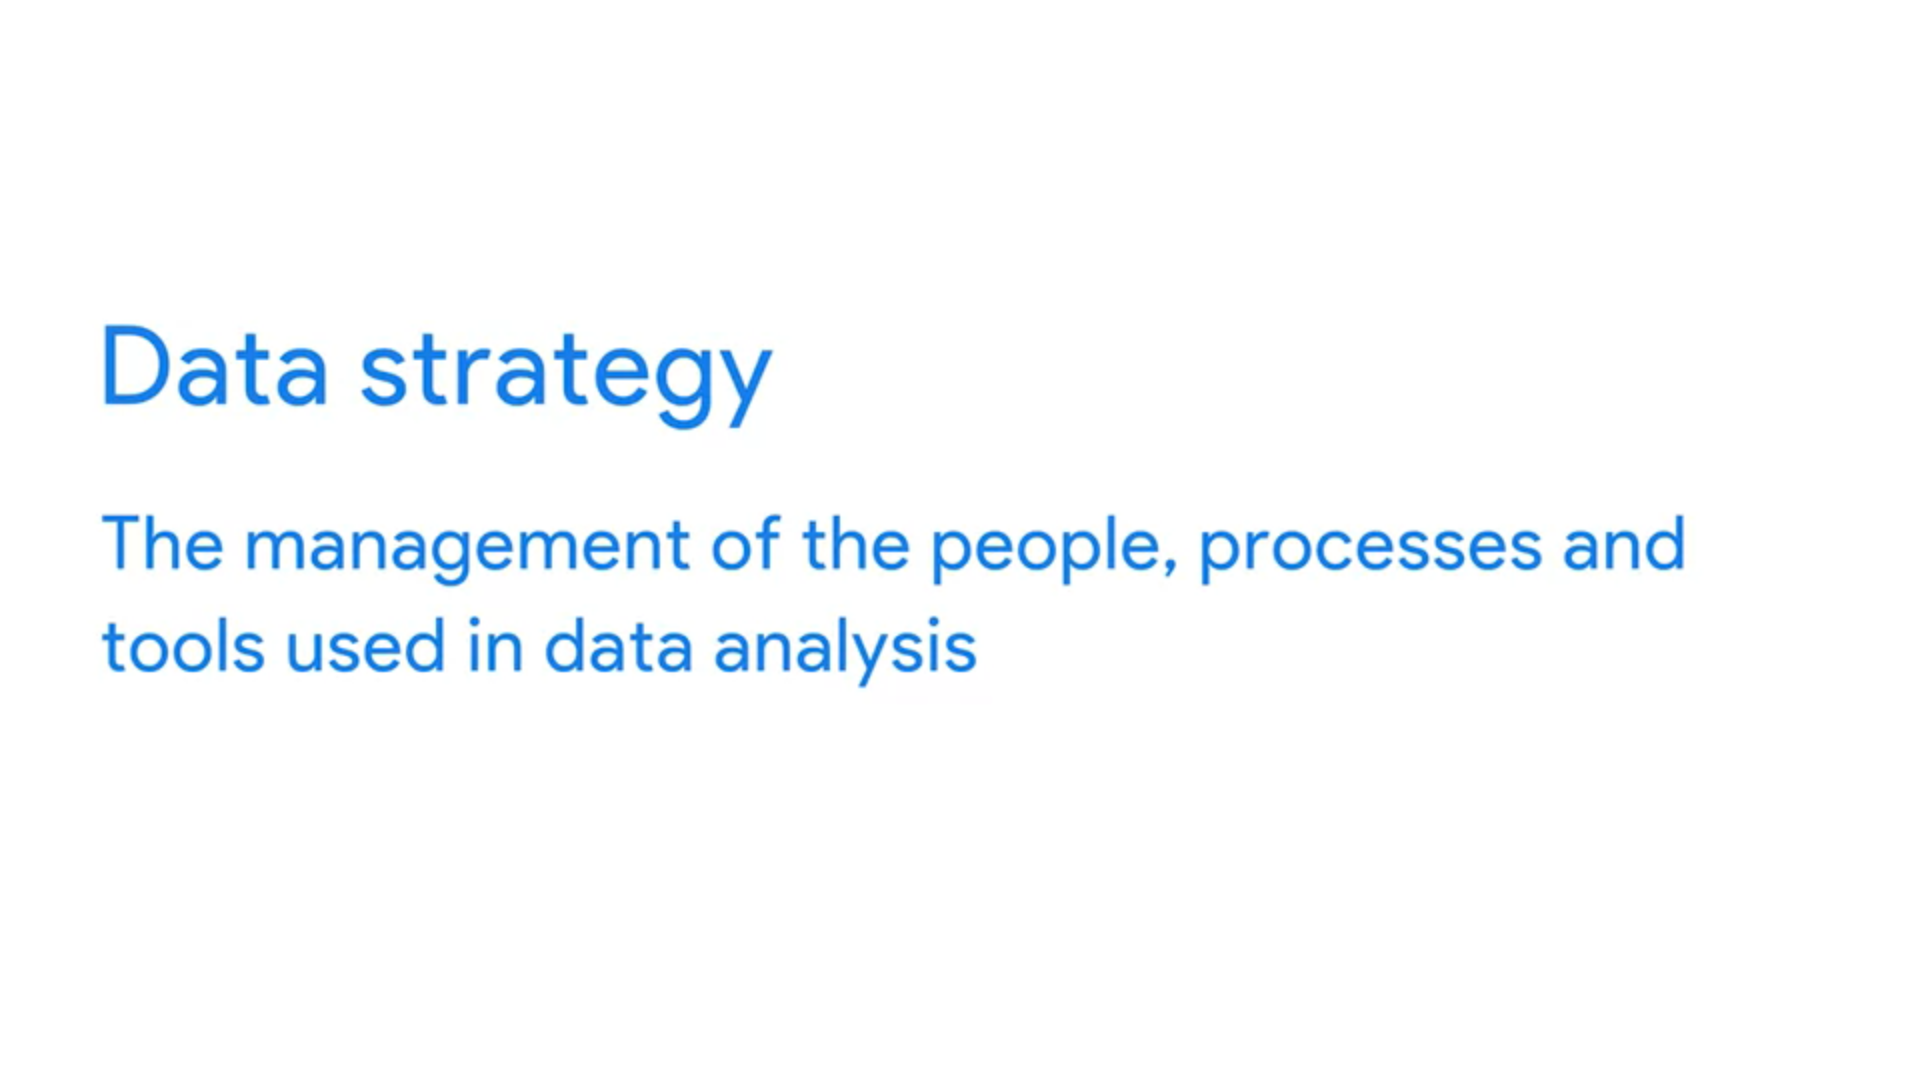 Data strategy
The management of the people, processes and
tools used in data analysis